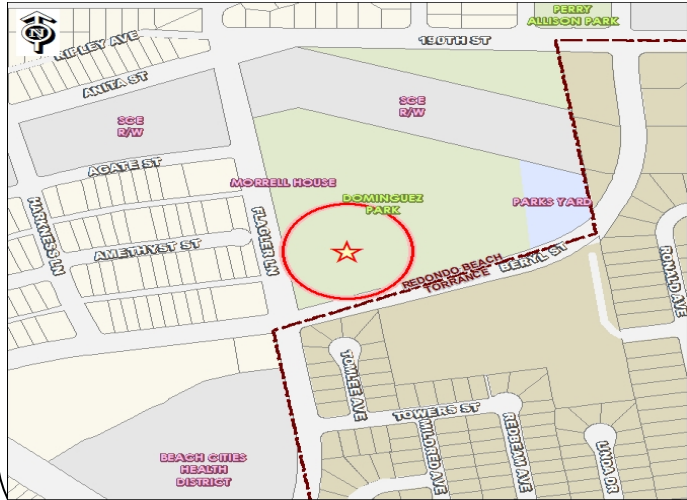 PERRY
ALLISON PARK
N
RIPLEY AVE
190TH ST
ANITA ST
SCE
R/W
SCE
R/W
AGATE ST
MORRELL HOUSE
DOMINGUEZ
PARK
PARKS YARD
HARKNESS LN
FLAGLER LN
AMETHYST ST
BERYL ST
REDONDO BEACH
TORRANCE
RONALD AVE
TOMLEE AVE
TOWERS ST
MILDRED AVE
REDBEAM AVE
LINDA DR
BEACH CITIES
HEALTH
DISTRICT